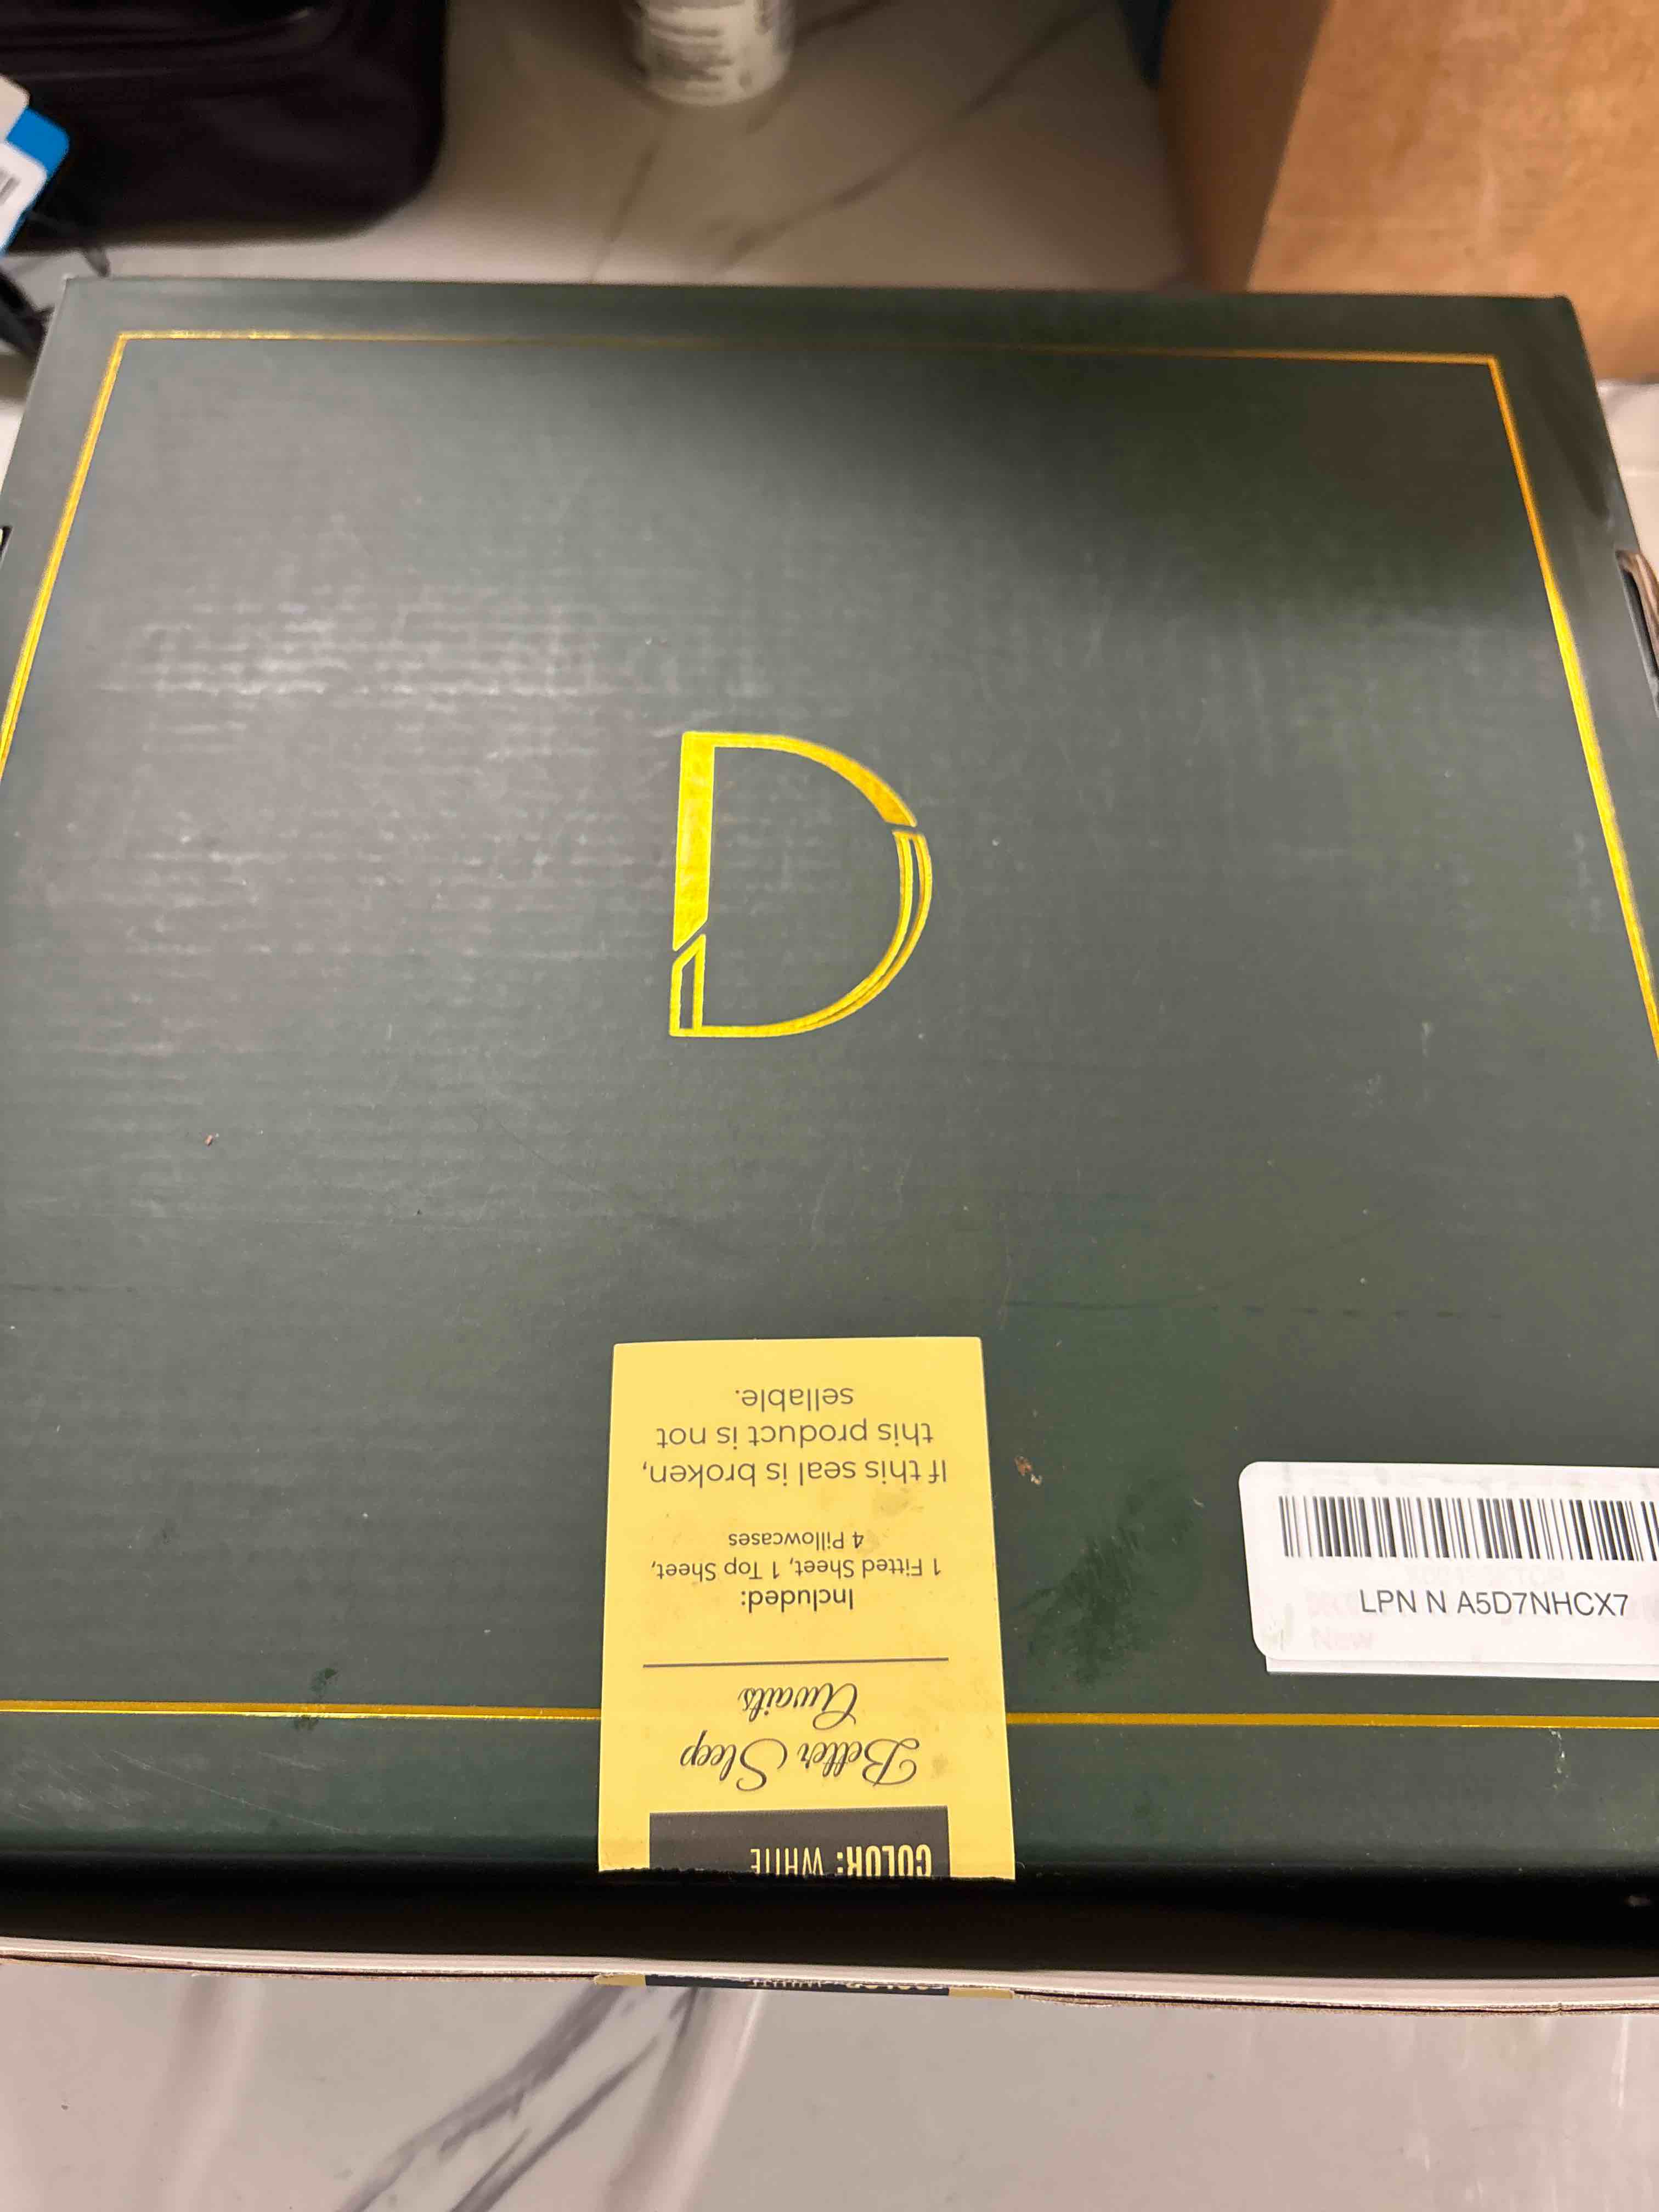 D
COLOR: WHITE
Better Sleep
Awaits
Included:
1 Fitted Sheet, 1 Top Sheet,
4 Pillowcases
If this seal is broken,
this product is not
sellable.
LPN N A5D7NHCX7
New